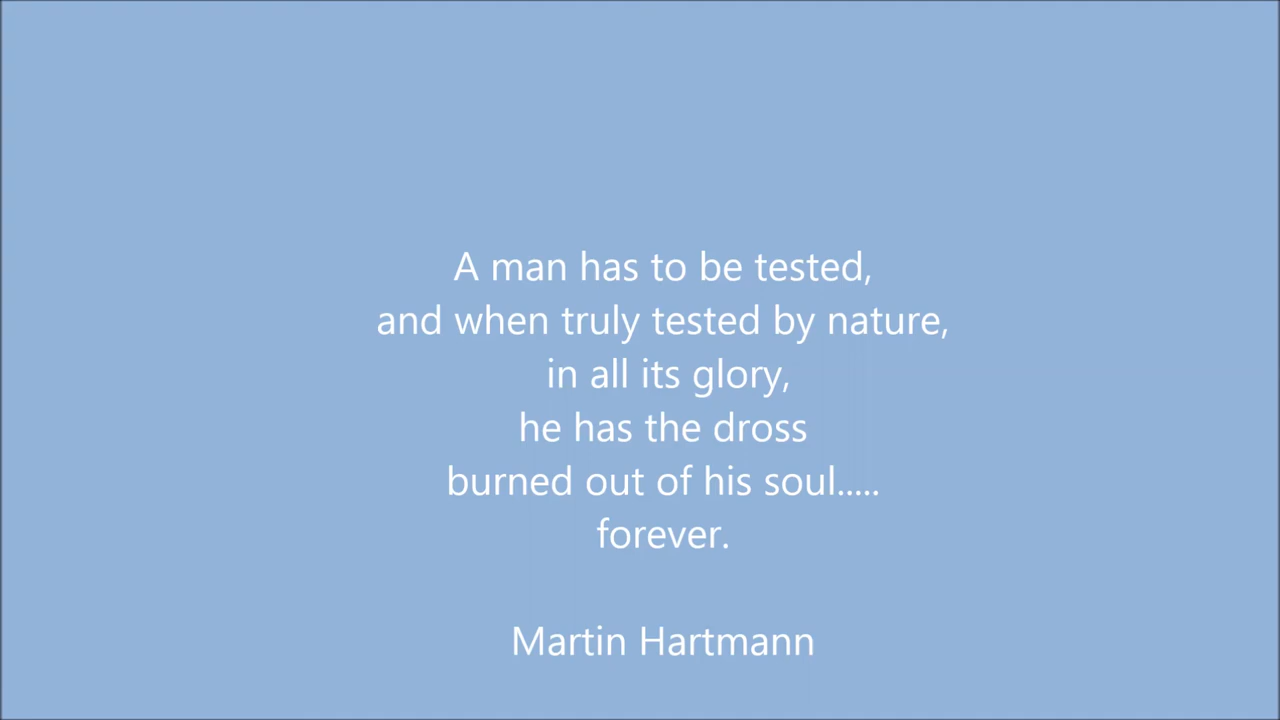 A man has to be tested,
and when truly tested by nature,
in all its glory,
he has the dross
burned out of his soul.....
forever.
Martin Hartmann